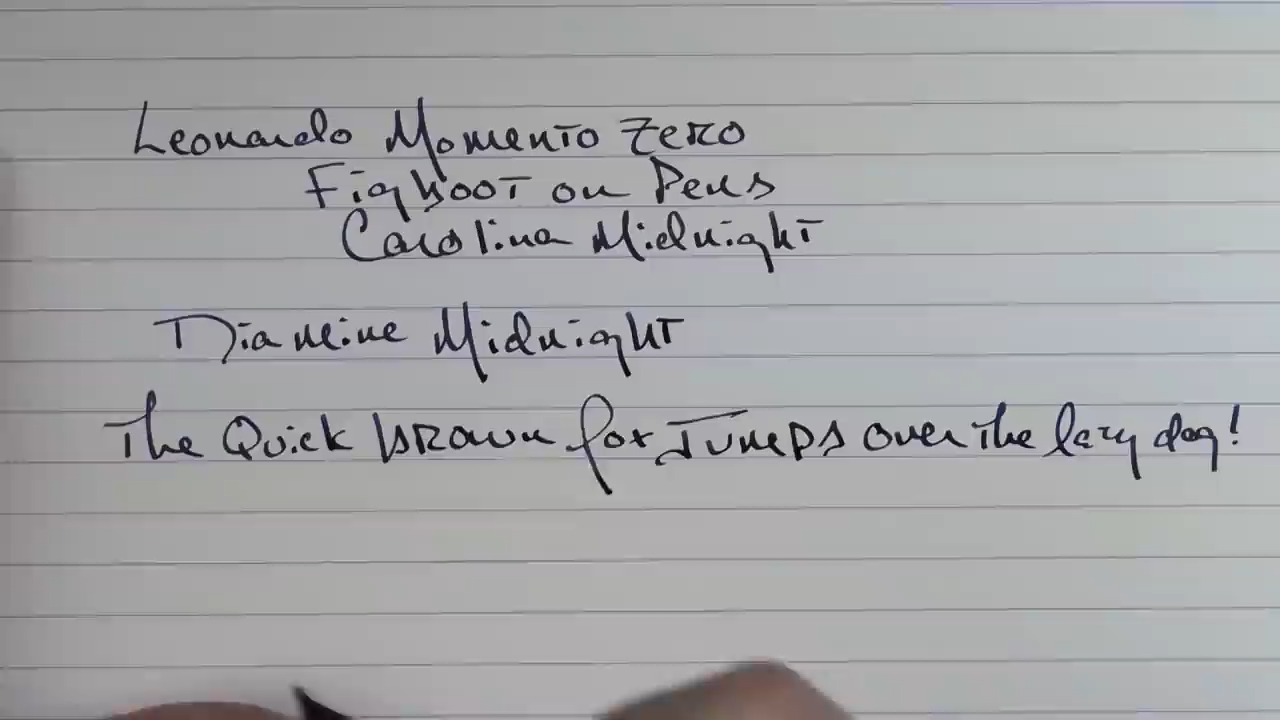 Leonardo Momento Zero
Figboot on Pens
Carolina Midnight
Diamine Midnight
The Quick brown fox Jumps over the lazy dog!